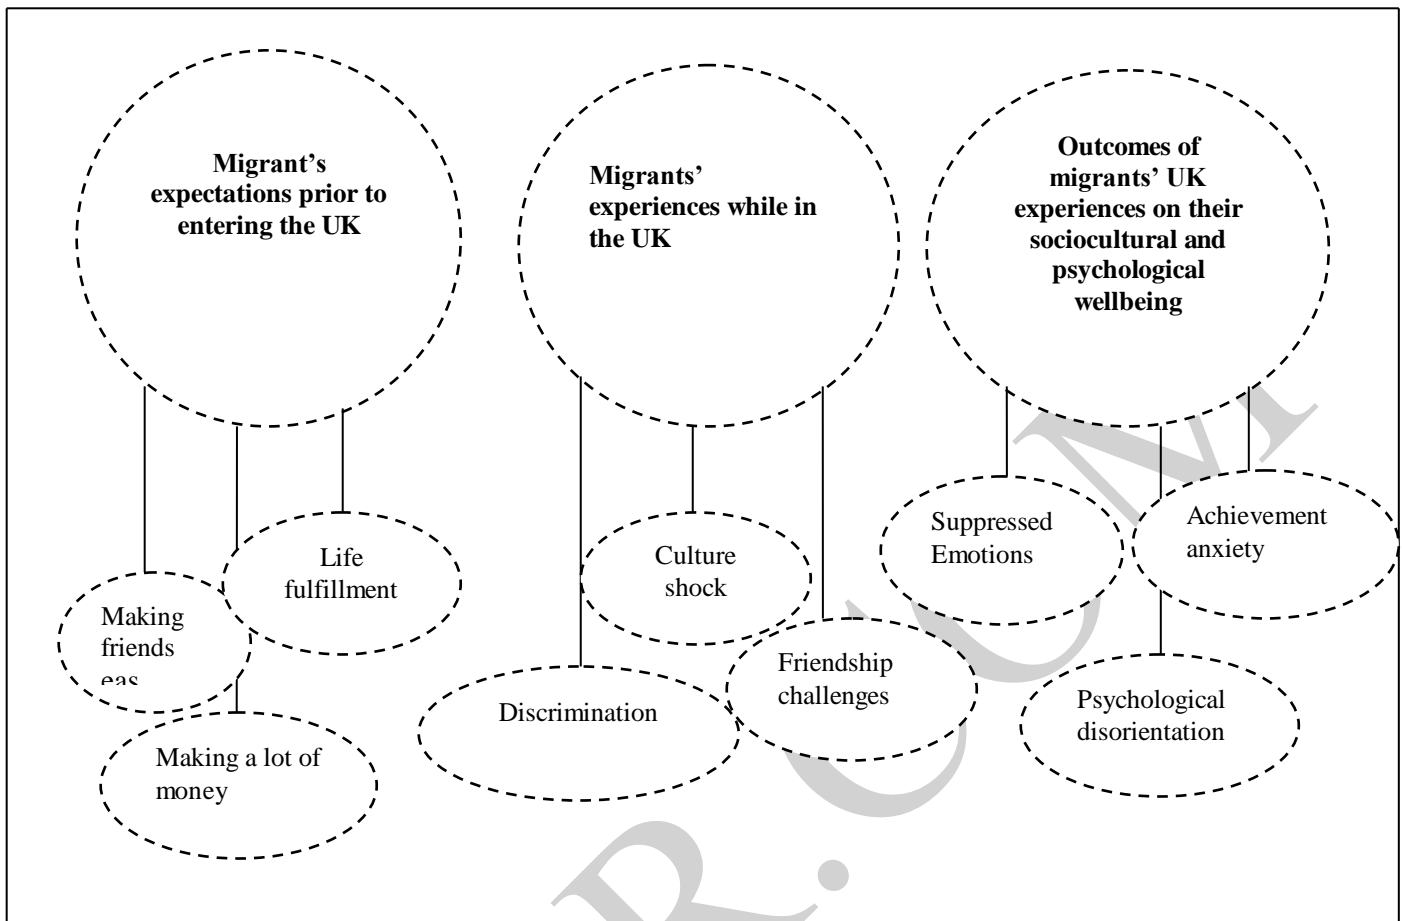 Migrant's
expectations prior to
entering the UK
Migrants'
experiences while in
the UK
Outcomes of
migrants' UK
experiences on their
sociocultural and
psychological
wellbeing
Life
fulfillment
Making
friends
eas
Making a lot of
money
Culture
shock
Discrimination
Friendship
challenges
Suppressed
Emotions
Achievement
anxiety
Psychological
disorientation
R.COM